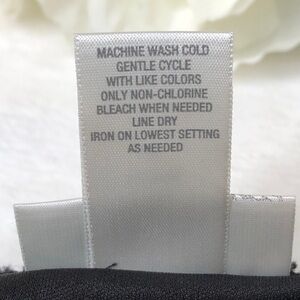 MACHINE WASH COLD
GENTLE CYCLE
WITH LIKE COLORS
ONLY NON-CHLORINE
BLEACH WHEN NEEDED
LINE DRY
IRON ON LOWEST SETTING
AS NEEDED